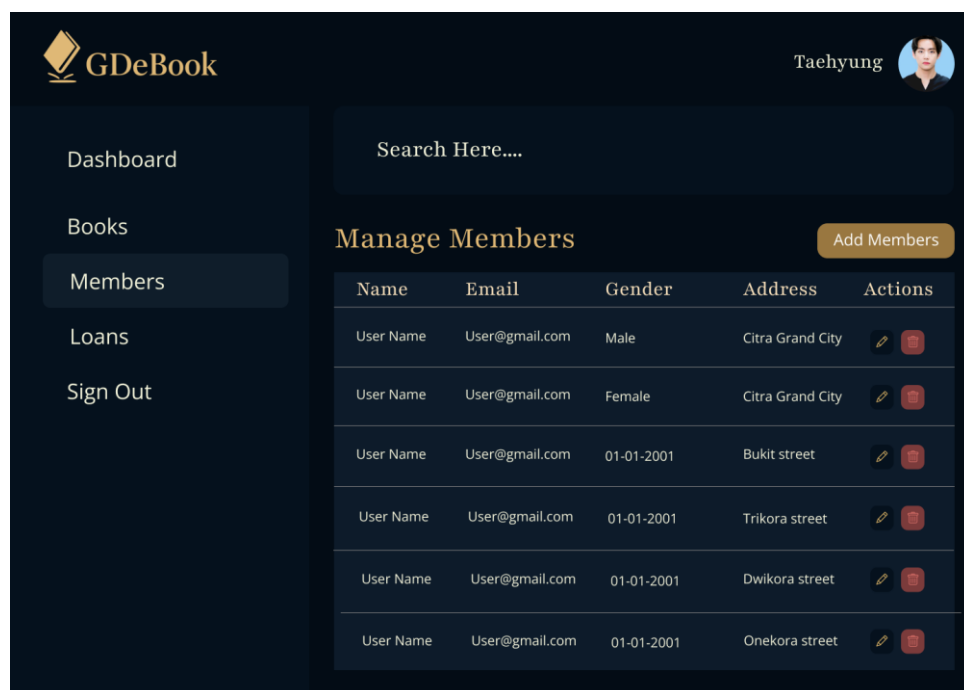 GDeBook
Taehyung
Dashboard
Books
Members
Loans
Sign Out
Search Here....
Manage Members
Add Members
Name Email Gender Address Actions
User Name User@gmail.com Male Citra Grand City
User Name User@gmail.com Female Citra Grand City
User Name User@gmail.com 01-01-2001 Bukit street
User Name User@gmail.com 01-01-2001 Trikora street
User Name User@gmail.com 01-01-2001 Dwikora street
User Name User@gmail.com 01-01-2001 Onekora street